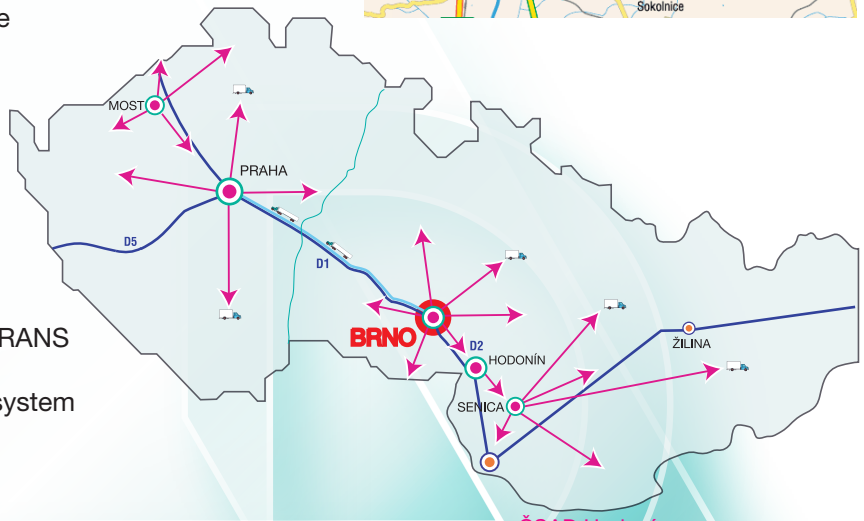 e
Sokolnice
MOST
PRAHA
D5
D1
BRNO
D2
HODONÍN
ŽILINA
SENICA
RANS
system